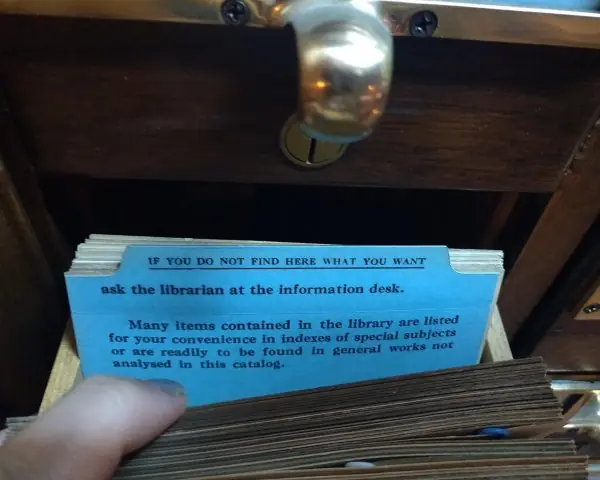 IF YOU DO NOT FIND HERE WHAT YOU WANT
ask the librarian at the information desk.
Many items contained in the library are listed
for your convenience in indexes of special subjects
or are readily to be found in general works not
analysed in this catalog.